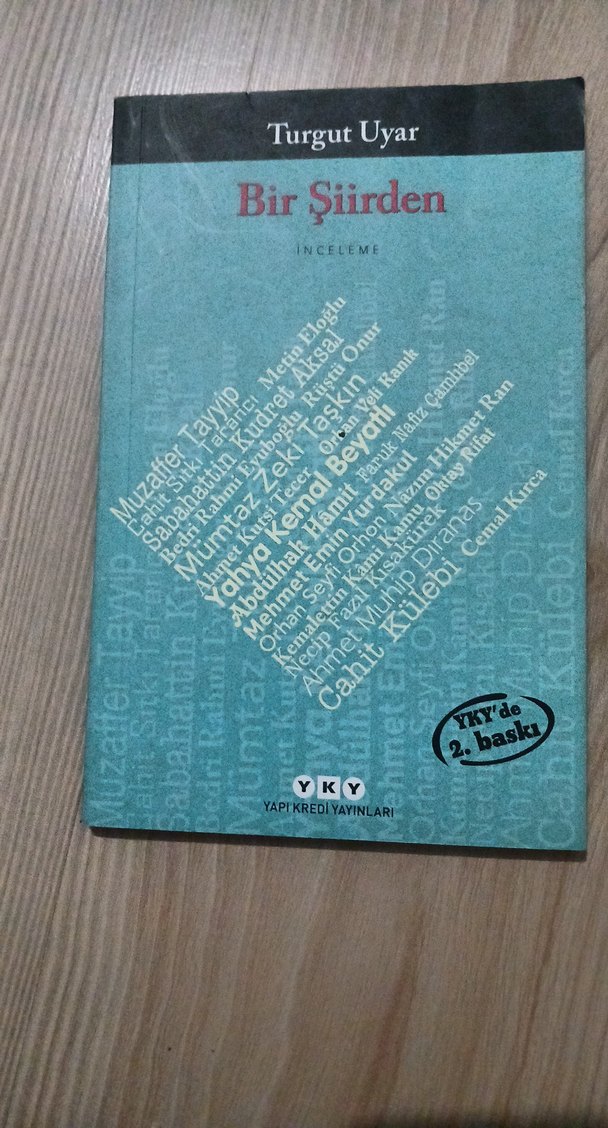 Turgut Uyar
Bir Şiirden
İNCELEME
Muzaffer Tayyip
Cahit Sıtkı Tarancı Metin Eloğlu
Sabahattin Kudret Aksal
Bedri Rahmi Eyuboğlu Rüştü Onur
Mümtaz Zeki Taşkın
Ahmet Kutsi Tecer Orhan Veli Kanık
Yahya Kemal Beyatlı
Abdülhak Hâmit Faruk Nafiz Çamlıbel
Mehmet Emin Yurdakul
Orhan Seyfi Orhon Nazım Hikmet Ran
Kemalettin Kâmi Kamu Oktay Rifat
Necip Fazıl Kısakürek
Ahmet Muhip Dıranas
Cahit Külebi Cemal Kırca
YKY'de
2. baskı
YKY
YAPI KREDİ YAYINLARI